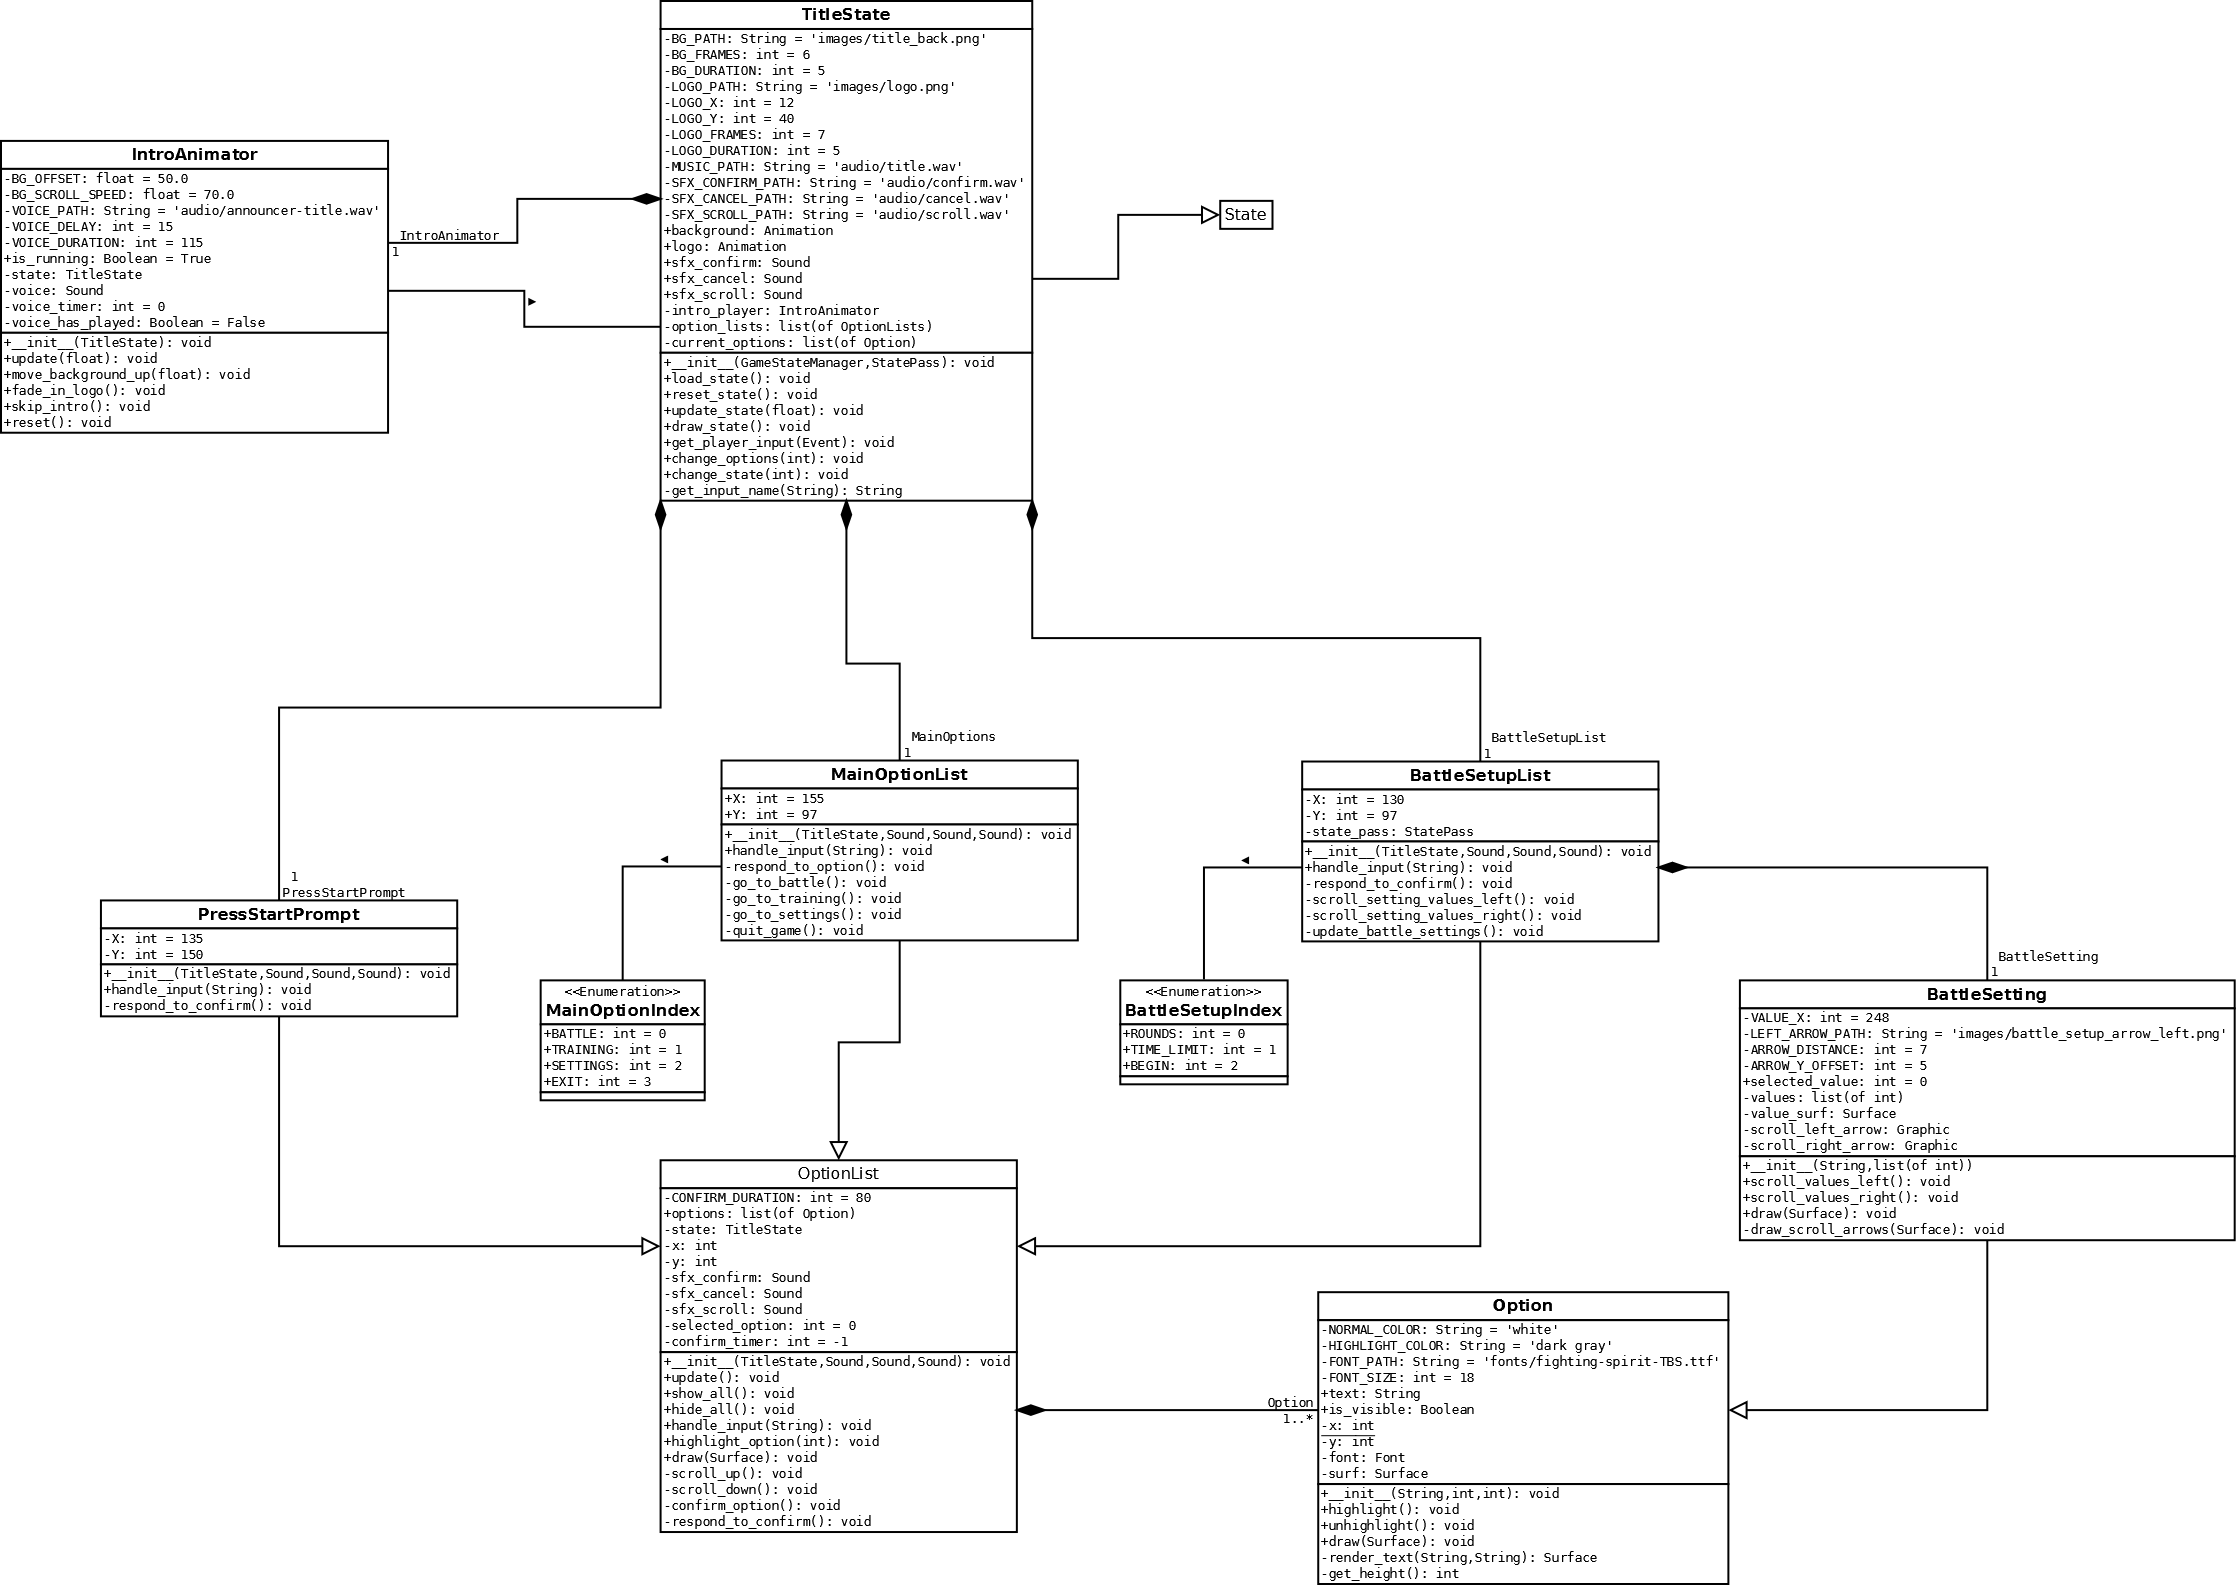 TitleState
-BG_PATH: String = 'images/title_back.png'
-BG_FRAMES: int = 6
-BG_DURATION: int = 5
-LOGO_PATH: String = 'images/logo.png'
-LOGO_X: int = 12
-LOGO_Y: int = 40
-LOGO_FRAMES: int = 7
-LOGO_DURATION: int = 5
-MUSIC_PATH: String = 'audio/title.wav'
-SFX_CONFIRM_PATH: String = 'audio/confirm.wav'
-SFX_CANCEL_PATH: String = 'audio/cancel.wav'
-SFX_SCROLL_PATH: String = 'audio/scroll.wav'
+background: Animation
+logo: Animation
+sfx_confirm: Sound
+sfx_cancel: Sound
+sfx_scroll: Sound
-intro_player: IntroAnimator
-option_lists: list(of OptionLists)
-current_options: list(of Option)
+__init__(GameStateManager,StatePass): void
+load_state(): void
+reset_state(): void
+update_state(float): void
+draw_state(): void
+get_player_input(Event): void
+change_options(int): void
+change_state(int): void
-get_input_name(String): String
IntroAnimator
-BG_OFFSET: float = 50.0
-BG_SCROLL_SPEED: float = 70.0
-VOICE_PATH: String = 'audio/announcer-title.wav'
-VOICE_DELAY: int = 15
-VOICE_DURATION: int = 115
+is_running: Boolean = True
-state: TitleState
-voice: Sound
-voice_timer: int = 0
-voice_has_played: Boolean = False
+__init__(TitleState): void
+update(float): void
+move_background_up(float): void
+fade_in_logo(): void
+skip_intro(): void
+reset(): void
IntroAnimator
1
State
1
PressStartPrompt
PressStartPrompt
-X: int = 135
-Y: int = 150
+__init__(TitleState,Sound,Sound,Sound): void
+handle_input(String): void
-respond_to_confirm(): void
MainOptions
1
MainOptionList
+X: int = 155
+Y: int = 97
+__init__(TitleState,Sound,Sound,Sound): void
+handle_input(String): void
-respond_to_option(): void
-go_to_battle(): void
-go_to_training(): void
-go_to_settings(): void
-quit_game(): void
BattleSetupList
1
BattleSetupList
-X: int = 130
-Y: int = 97
-state_pass: StatePass
+__init__(TitleState,Sound,Sound,Sound): void
+handle_input(String): void
-respond_to_confirm(): void
-scroll_setting_values_left(): void
-scroll_setting_values_right(): void
-update_battle_settings(): void
<<Enumeration>>
MainOptionIndex
+BATTLE: int = 0
+TRAINING: int = 1
+SETTINGS: int = 2
+EXIT: int = 3
<<Enumeration>>
BattleSetupIndex
+ROUNDS: int = 0
+TIME_LIMIT: int = 1
+BEGIN: int = 2
BattleSetting
1
BattleSetting
-VALUE_X: int = 248
-LEFT_ARROW_PATH: String = 'images/battle_setup_arrow_left.png'
-ARROW_DISTANCE: int = 7
-ARROW_Y_OFFSET: int = 5
+selected_value: int = 0
-values: list(of int)
-value_surf: Surface
-scroll_left_arrow: Graphic
-scroll_right_arrow: Graphic
+__init__(String,list(of int))
+scroll_values_left(): void
+scroll_values_right(): void
+draw(Surface): void
-draw_scroll_arrows(Surface): void
OptionList
-CONFIRM_DURATION: int = 80
+options: list(of Option)
-state: TitleState
-x: int
-y: int
-sfx_confirm: Sound
-sfx_cancel: Sound
-sfx_scroll: Sound
-selected_option: int = 0
-confirm_timer: int = -1
+__init__(TitleState,Sound,Sound,Sound): void
+update(): void
+show_all(): void
+hide_all(): void
+handle_input(String): void
+highlight_option(int): void
+draw(Surface): void
-scroll_up(): void
-scroll_down(): void
-confirm_option(): void
-respond_to_confirm(): void
Option
1..*
Option
-NORMAL_COLOR: String = 'white'
-HIGHLIGHT_COLOR: String = 'dark gray'
-FONT_PATH: String = 'fonts/fighting-spirit-TBS.ttf'
-FONT_SIZE: int = 18
+text: String
+is_visible: Boolean
-x: int
-y: int
-font: Font
-surf: Surface
+__init__(String,int,int): void
+highlight(): void
+unhighlight(): void
+draw(Surface): void
-render_text(String,String): Surface
-get_height(): int